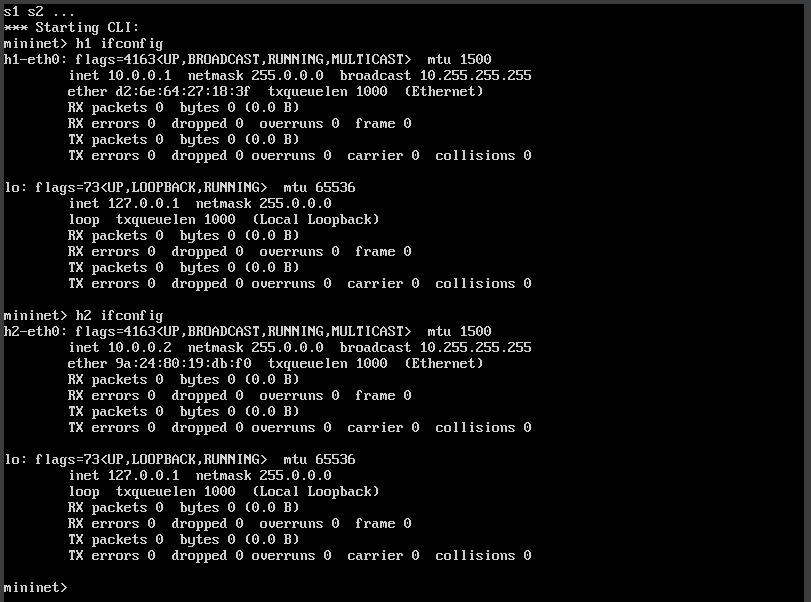 s1 s2 ...
*** Starting CLI:
mininet> h1 ifconfig
h1-eth0: flags=4163<UP,BROADCAST,RUNNING,MULTICAST>  mtu 1500
        inet 10.0.0.1  netmask 255.0.0.0  broadcast 10.255.255.255
        ether d2:6e:64:27:18:3f  txqueuelen 1000  (Ethernet)
        RX packets 0  bytes 0 (0.0 B)
        RX errors 0  dropped 0  overruns 0  frame 0
        TX packets 0  bytes 0 (0.0 B)
        TX errors 0  dropped 0 overruns 0  carrier 0  collisions 0

lo: flags=73<UP,LOOPBACK,RUNNING>  mtu 65536
        inet 127.0.0.1  netmask 255.0.0.0
        loop  txqueuelen 1000  (Local Loopback)
        RX packets 0  bytes 0 (0.0 B)
        RX errors 0  dropped 0  overruns 0  frame 0
        TX packets 0  bytes 0 (0.0 B)
        TX errors 0  dropped 0 overruns 0  carrier 0  collisions 0

mininet> h2 ifconfig
h2-eth0: flags=4163<UP,BROADCAST,RUNNING,MULTICAST>  mtu 1500
        inet 10.0.0.2  netmask 255.0.0.0  broadcast 10.255.255.255
        ether 9a:24:80:19:db:f0  txqueuelen 1000  (Ethernet)
        RX packets 0  bytes 0 (0.0 B)
        RX errors 0  dropped 0  overruns 0  frame 0
        TX packets 0  bytes 0 (0.0 B)
        TX errors 0  dropped 0 overruns 0  carrier 0  collisions 0

lo: flags=73<UP,LOOPBACK,RUNNING>  mtu 65536
        inet 127.0.0.1  netmask 255.0.0.0
        loop  txqueuelen 1000  (Local Loopback)
        RX packets 0  bytes 0 (0.0 B)
        RX errors 0  dropped 0  overruns 0  frame 0
        TX packets 0  bytes 0 (0.0 B)
        TX errors 0  dropped 0 overruns 0  carrier 0  collisions 0

mininet>